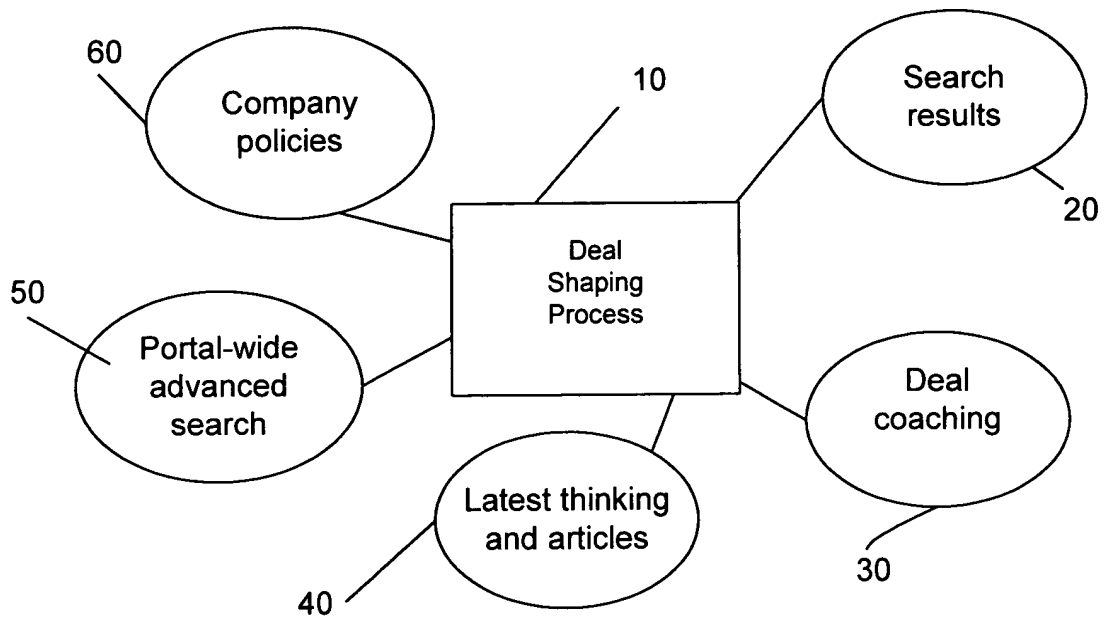 60
Company
policies
10
Search
results
20
Deal
Shaping
Process
50
Portal-wide
advanced
search
Deal
coaching
30
Latest thinking
and articles
40